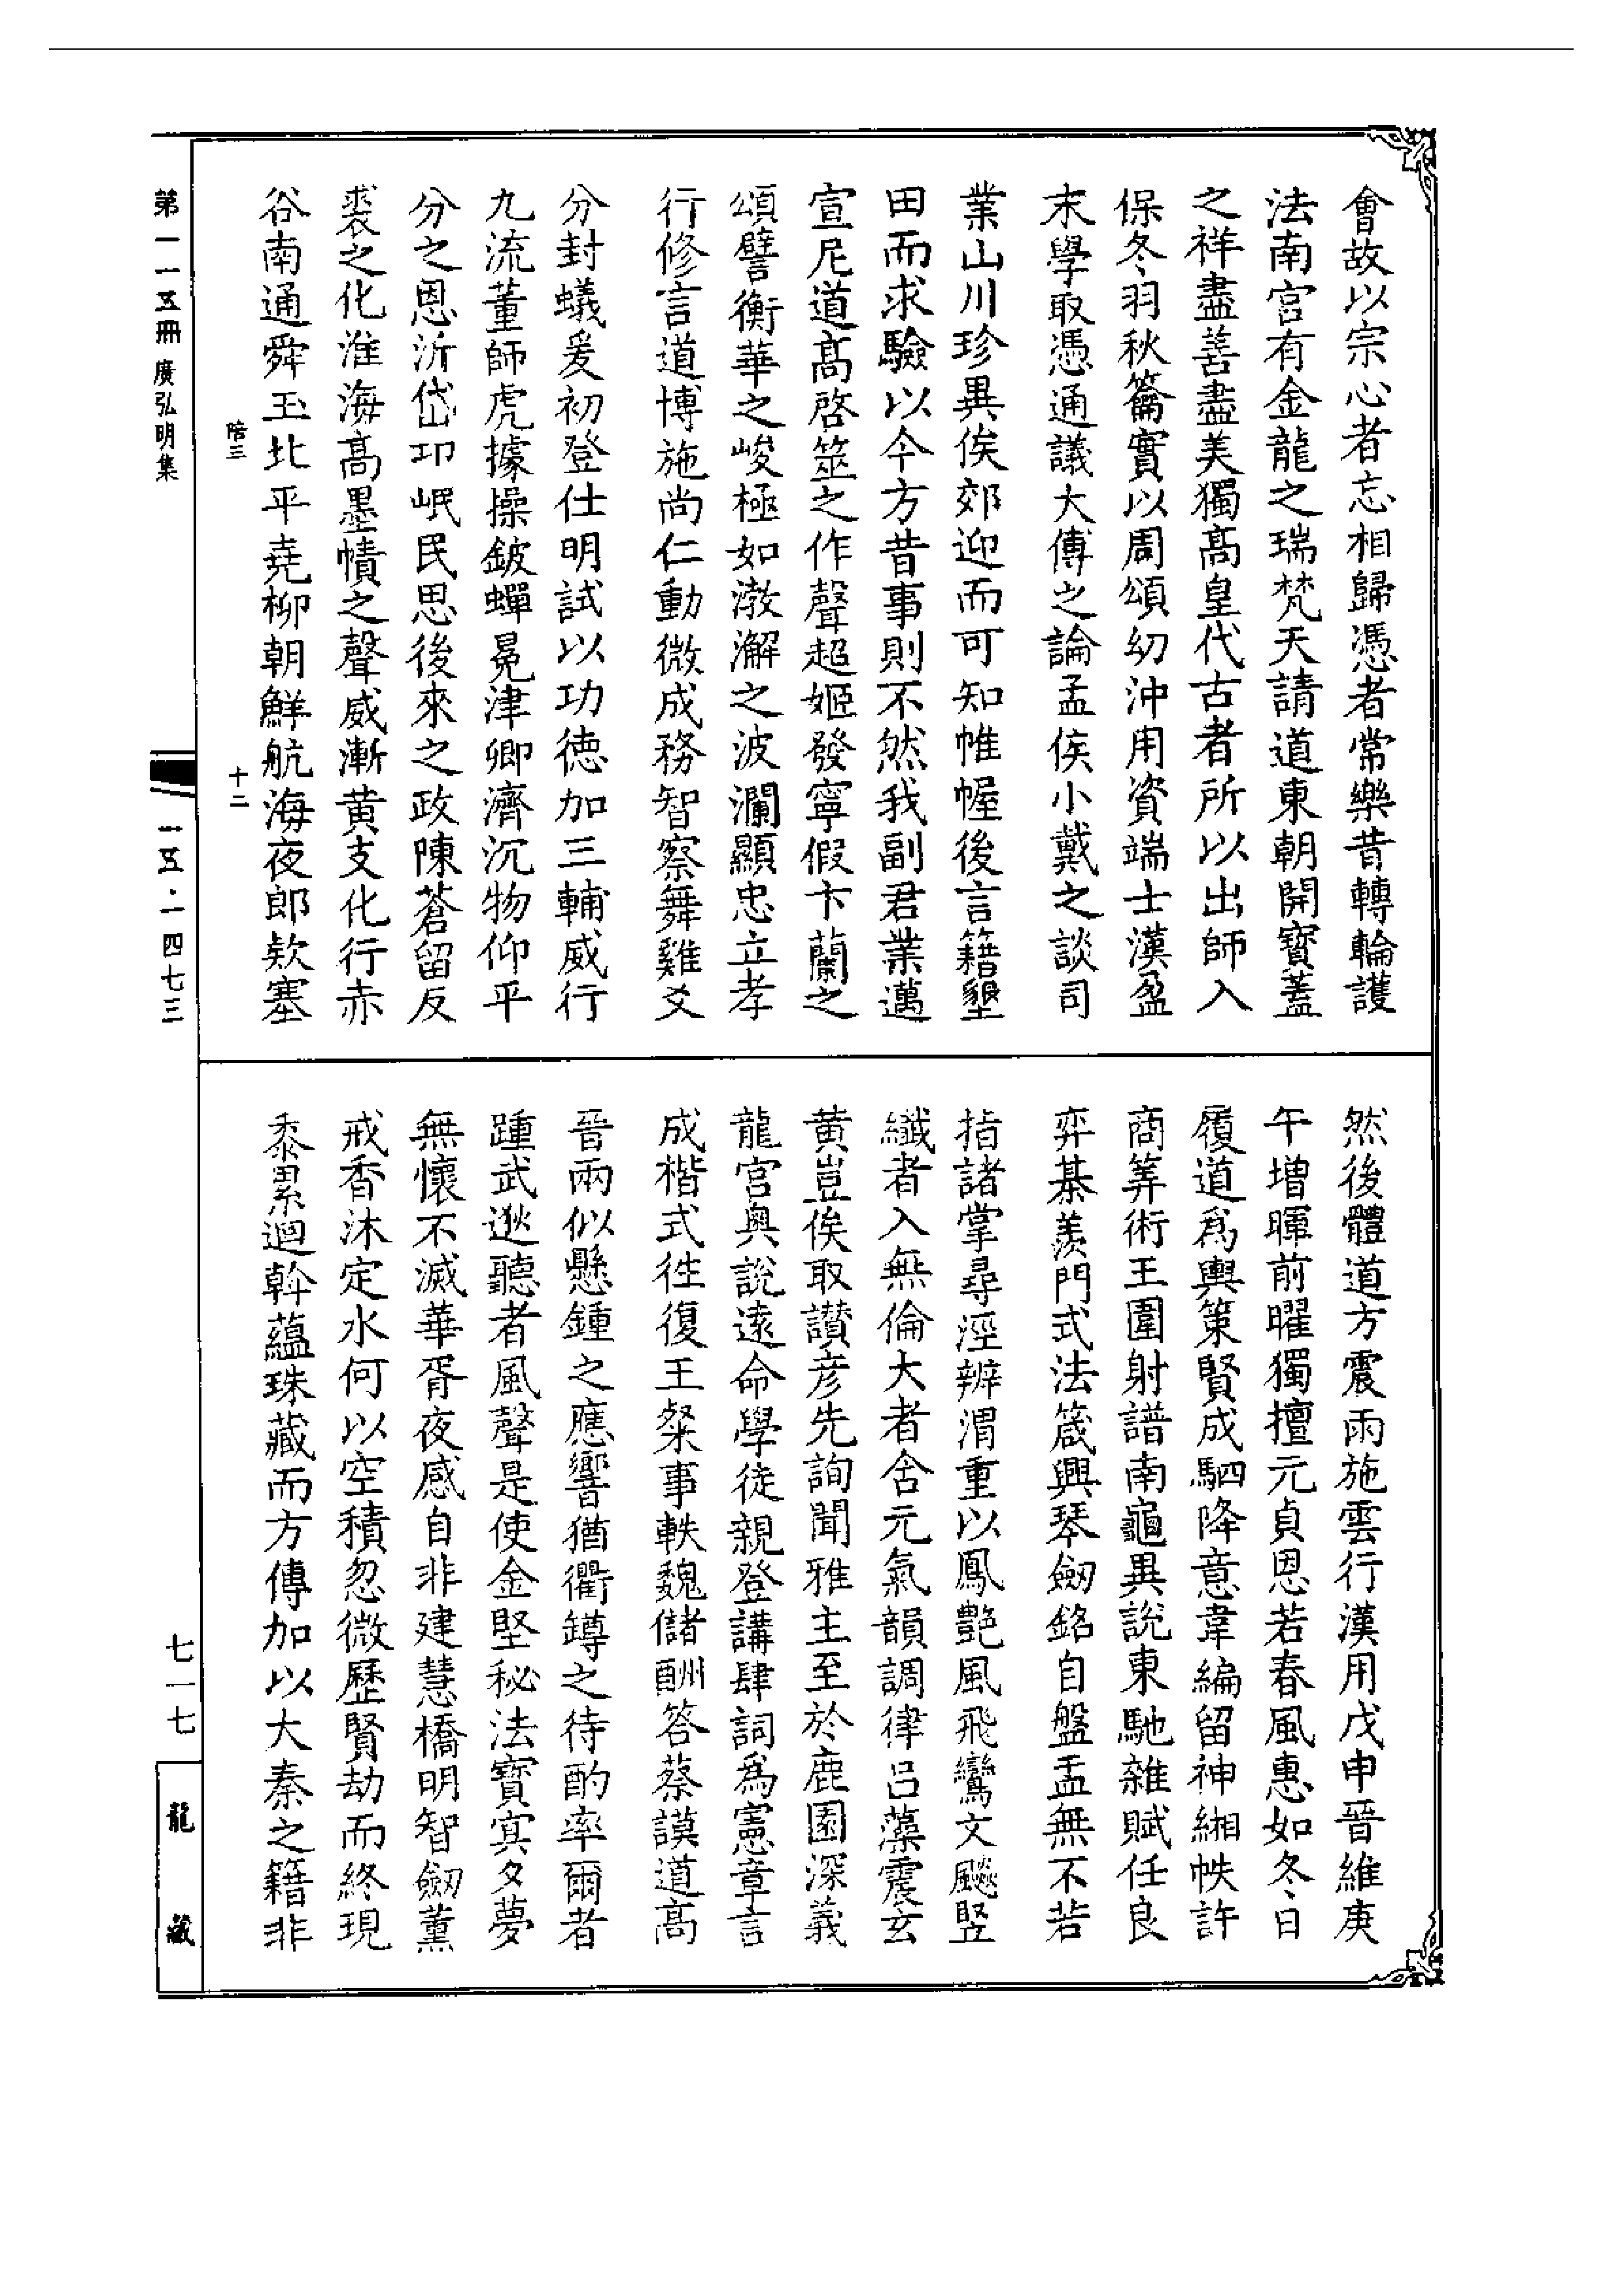 會故以宗心者忘相歸憑者常樂昔轉輪護
法南宮有金龍之瑞梵天請道東朝開寶蓋
之祥盡善盡美獨高皇代古者所以出師入
保冬羽秋籥實以周頌幼沖用資端士漢盈
末學取憑通議大傅之論孟侯小戴之談司
業山川珍異俟郊迎而可知帷幄後言籍墾
田而求驗以今方昔事則不然我副君業邁
宣尼道高啓筮之作聲超姬發寧假卞蘭之
頌譬衡華之峻極如渤澥之波瀾顯忠立孝
行修言道博施尚仁動微成務智察舞雞爻
分封蟻爰初登仕明試以功德加三輔威行
九流董師虎據操鈹蟬冕津卿濟沉物仰平
分之恩沂岱邛岷民思後來之政陳蒼留反
裘之化淮海高墨幘之聲威漸黃支化行赤
谷南通舜玉北平堯柳朝鮮航海夜郎欵塞
然後體道方震雨施雲行漢用戊申晉維庚
午增暉前曜獨擅元貞恩若春風惠如冬日
履道爲輿策賢成駟降意韋編留神緗帙許
商筭術王圍射譜南龜異說東馳雜賦任良
弈棊羨門式法箴興琴劒銘自盤盂無不若
指諸掌尋涇辨渭重以鳳艷風飛鸞文飈竪
纖者入無倫大者含元氣韻調律呂藻震玄
黃豈俟取讃彦先詢聞雅主至於鹿園深義
龍宮奥說遠命學徒親登講肆詞爲憲章言
成楷式往復王粲事軼魏儲酬答蔡謨道高
晉兩似懸鍾之應響猶衢罇之待酌率爾者
踵武逖聽者風聲是使金堅秘法寶㝠夕夢
無懷不滅華胥夜感自非建慧橋明智劒薰
戒香沐定水何以空積忽微歷賢劫而終現
黍累迴斡蘊珠藏而方傳加以大秦之籍非
陪三
十二
第一一五冊 廣弘明集
一五·一四七三
七一七
龍藏